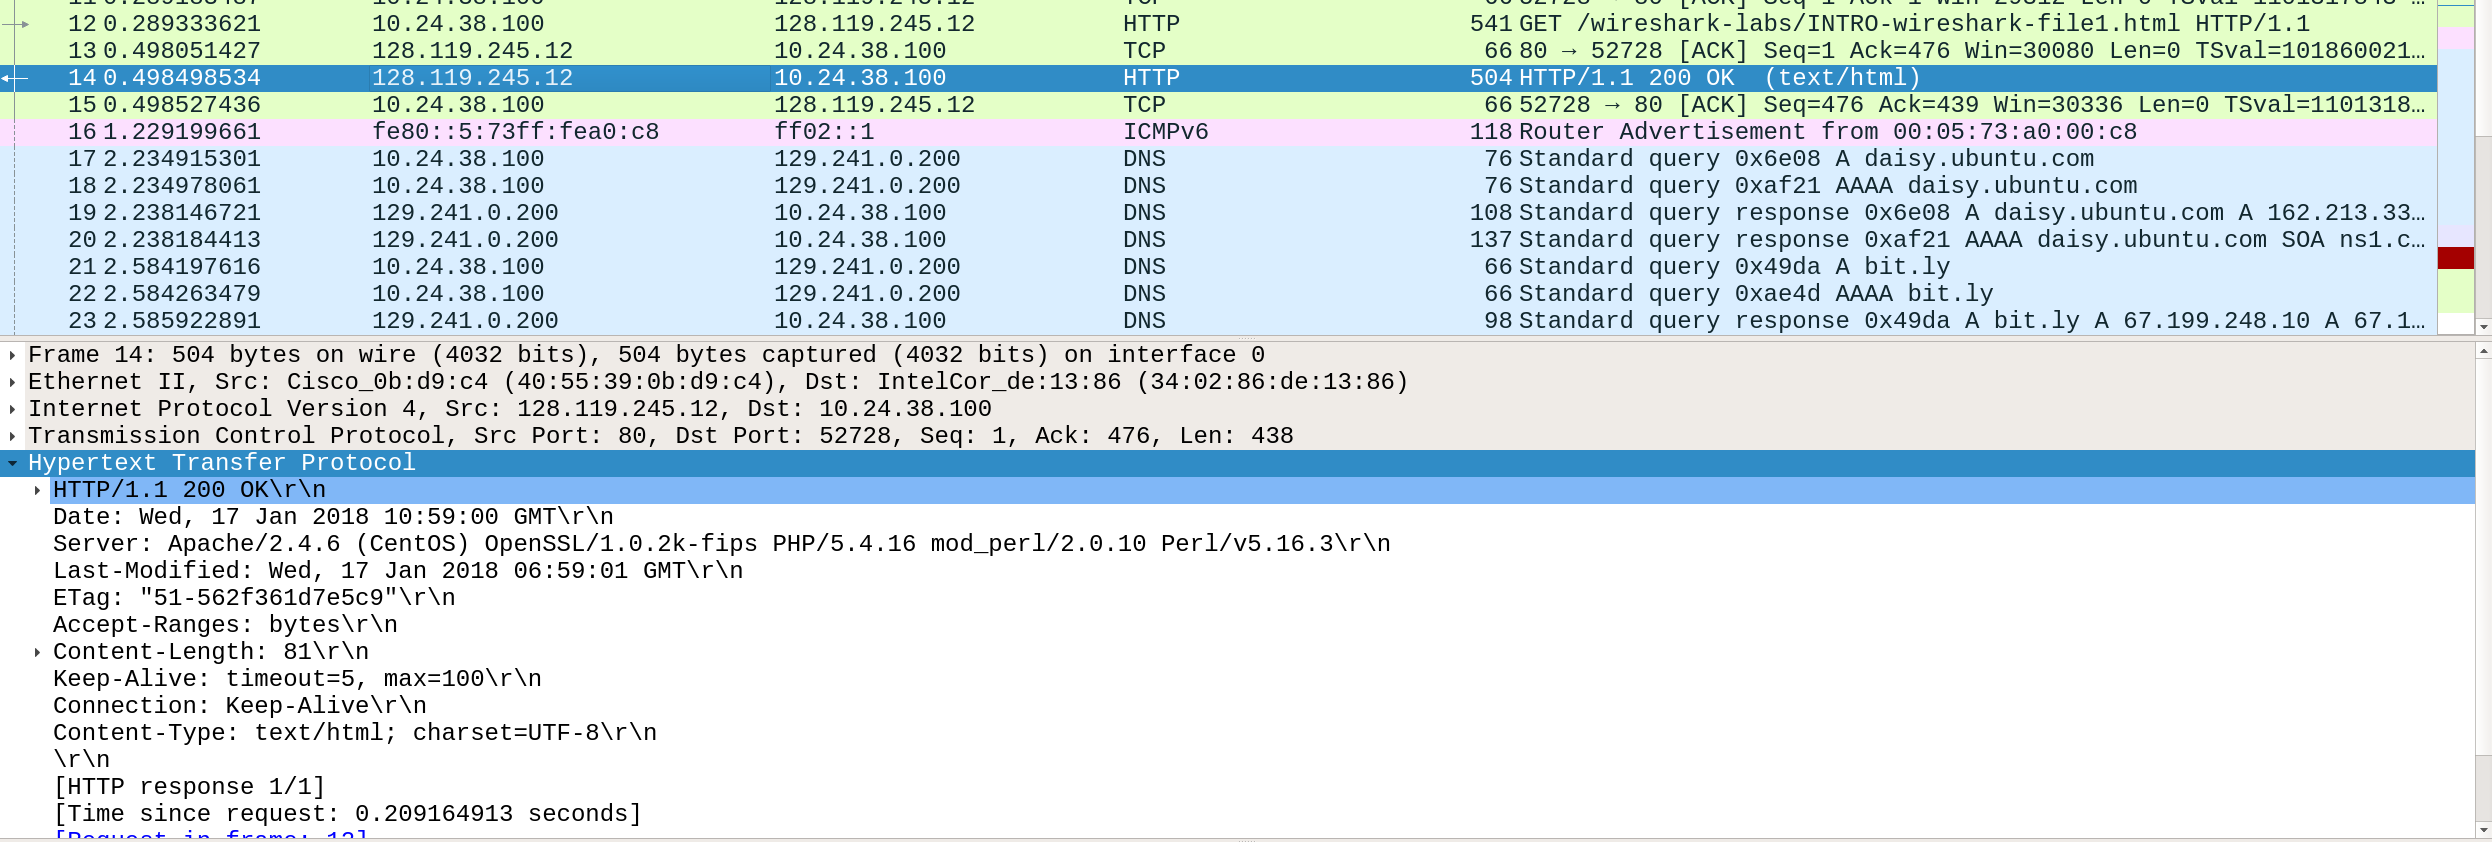 12 0.289333621 10.24.38.100 128.119.245.12 HTTP 541 GET /wireshark-labs/INTRO-wireshark-file1.html HTTP/1.1
13 0.498051427 128.119.245.12 10.24.38.100 TCP 66 80 → 52728 [ACK] Seq=1 Ack=476 Win=30080 Len=0 TSval=101860021…
14 0.498498534 128.119.245.12 10.24.38.100 HTTP 504 HTTP/1.1 200 OK  (text/html)
15 0.498527436 10.24.38.100 128.119.245.12 TCP 66 52728 → 80 [ACK] Seq=476 Ack=439 Win=30336 Len=0 TSval=1101318…
16 1.229199661 fe80::5:73ff:fea0:c8 ff02::1 ICMPv6 118 Router Advertisement from 00:05:73:a0:00:c8
17 2.234915301 10.24.38.100 129.241.0.200 DNS 76 Standard query 0x6e08 A daisy.ubuntu.com
18 2.234978061 10.24.38.100 129.241.0.200 DNS 76 Standard query 0xaf21 AAAA daisy.ubuntu.com
19 2.238146721 129.241.0.200 10.24.38.100 DNS 108 Standard query response 0x6e08 A daisy.ubuntu.com A 162.213.33…
20 2.238184413 129.241.0.200 10.24.38.100 DNS 137 Standard query response 0xaf21 AAAA daisy.ubuntu.com SOA ns1.c…
21 2.584197616 10.24.38.100 129.241.0.200 DNS 66 Standard query 0x49da A bit.ly
22 2.584263479 10.24.38.100 129.241.0.200 DNS 66 Standard query 0xae4d AAAA bit.ly
23 2.585922891 129.241.0.200 10.24.38.100 DNS 98 Standard query response 0x49da A bit.ly A 67.199.248.10 A 67.1…
Frame 14: 504 bytes on wire (4032 bits), 504 bytes captured (4032 bits) on interface 0
Ethernet II, Src: Cisco_0b:d9:c4 (40:55:39:0b:d9:c4), Dst: IntelCor_de:13:86 (34:02:86:de:13:86)
Internet Protocol Version 4, Src: 128.119.245.12, Dst: 10.24.38.100
Transmission Control Protocol, Src Port: 80, Dst Port: 52728, Seq: 1, Ack: 476, Len: 438
Hypertext Transfer Protocol
HTTP/1.1 200 OK\r\n
Date: Wed, 17 Jan 2018 10:59:00 GMT\r\n
Server: Apache/2.4.6 (CentOS) OpenSSL/1.0.2k-fips PHP/5.4.16 mod_perl/2.0.10 Perl/v5.16.3\r\n
Last-Modified: Wed, 17 Jan 2018 06:59:01 GMT\r\n
ETag: "51-562f361d7e5c9"\r\n
Accept-Ranges: bytes\r\n
Content-Length: 81\r\n
Keep-Alive: timeout=5, max=100\r\n
Connection: Keep-Alive\r\n
Content-Type: text/html; charset=UTF-8\r\n
\r\n
[HTTP response 1/1]
[Time since request: 0.209164913 seconds]
[Request in frame: 12]